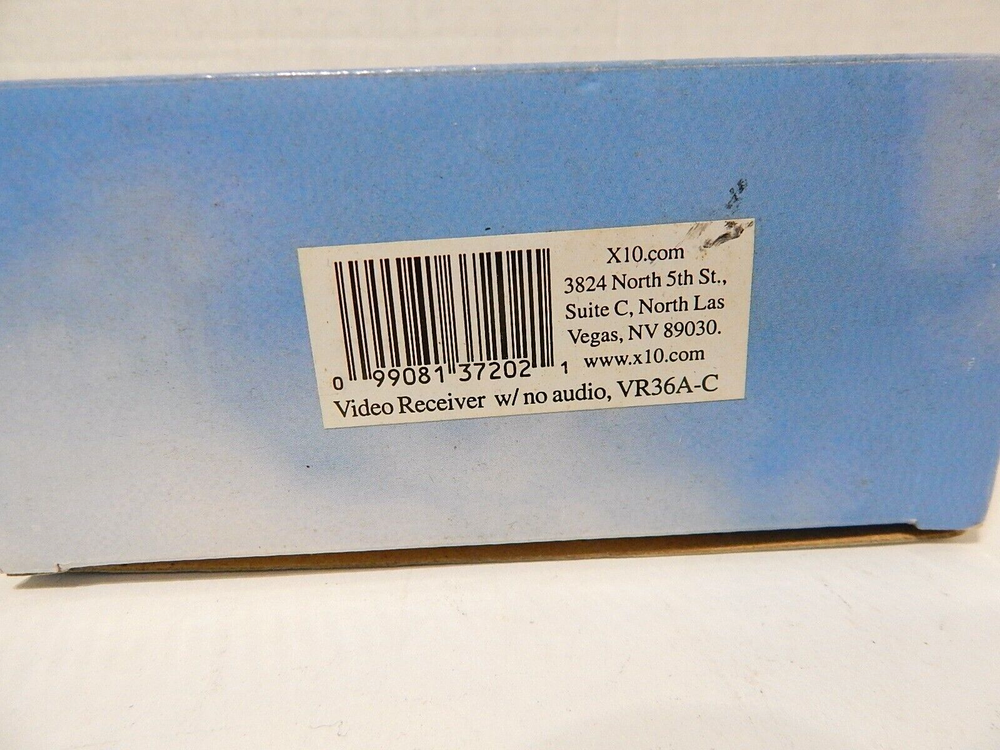 X10.com
3824 North 5th St.,
Suite C, North Las
Vegas, NV 89030.
www.x10.com
0 99081 37202 1
Video Receiver w/ no audio, VR36A-C